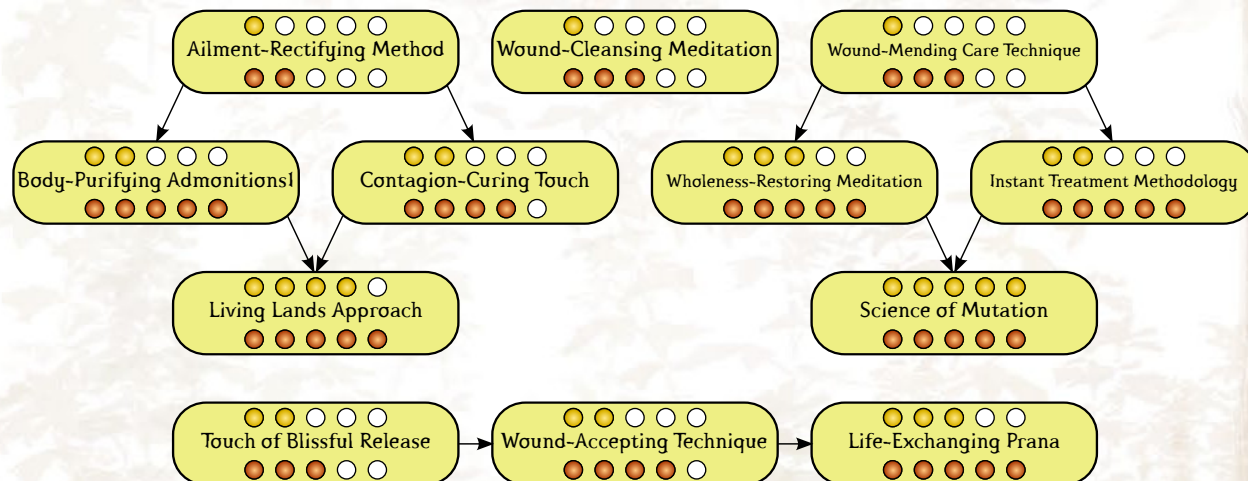 Ailment-Rectifying Method
Wound-Cleansing Meditation
Wound-Mending Care Technique
Body-Purifying Admonitions1
Contagion-Curing Touch
Wholeness-Restoring Meditation
Instant Treatment Methodology
Living Lands Approach
Science of Mutation
Touch of Blissful Release
Wound-Accepting Technique
Life-Exchanging Prana